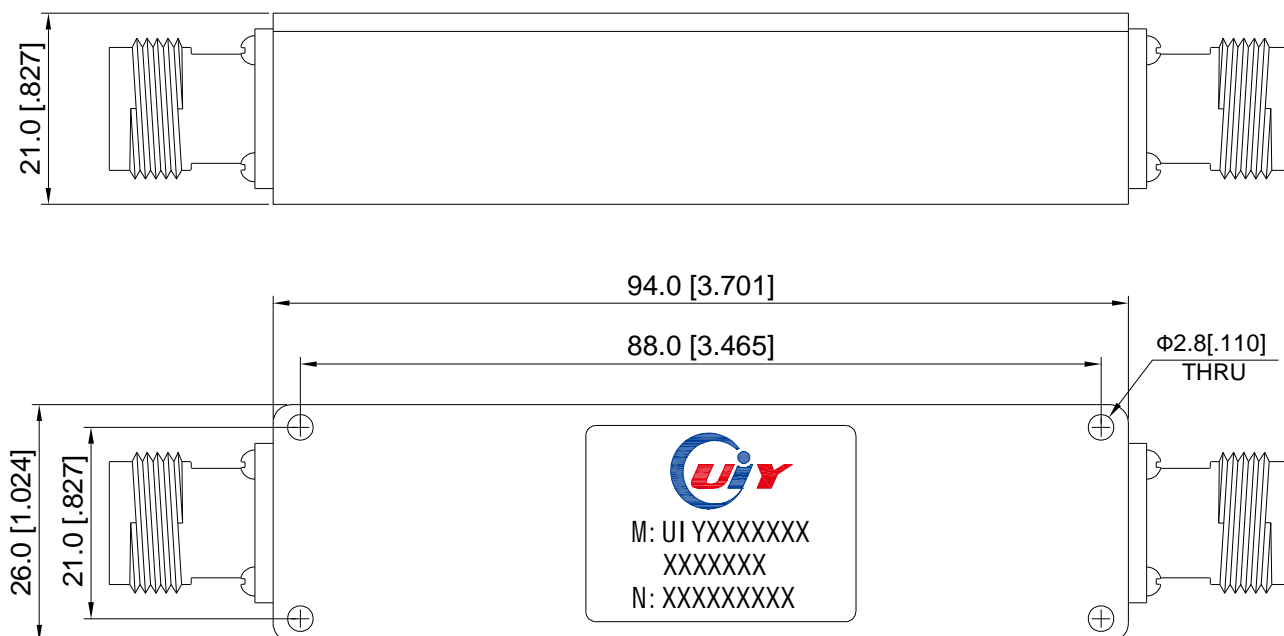 21.0 [.827]
94.0 [3.701]
88.0 [3.465]
Φ2.8[.110]
THRU
26.0 [1.024]
21.0 [.827]
UiY
M: UIYXXXXXXXX
XXXXXXX
N: XXXXXXXXX